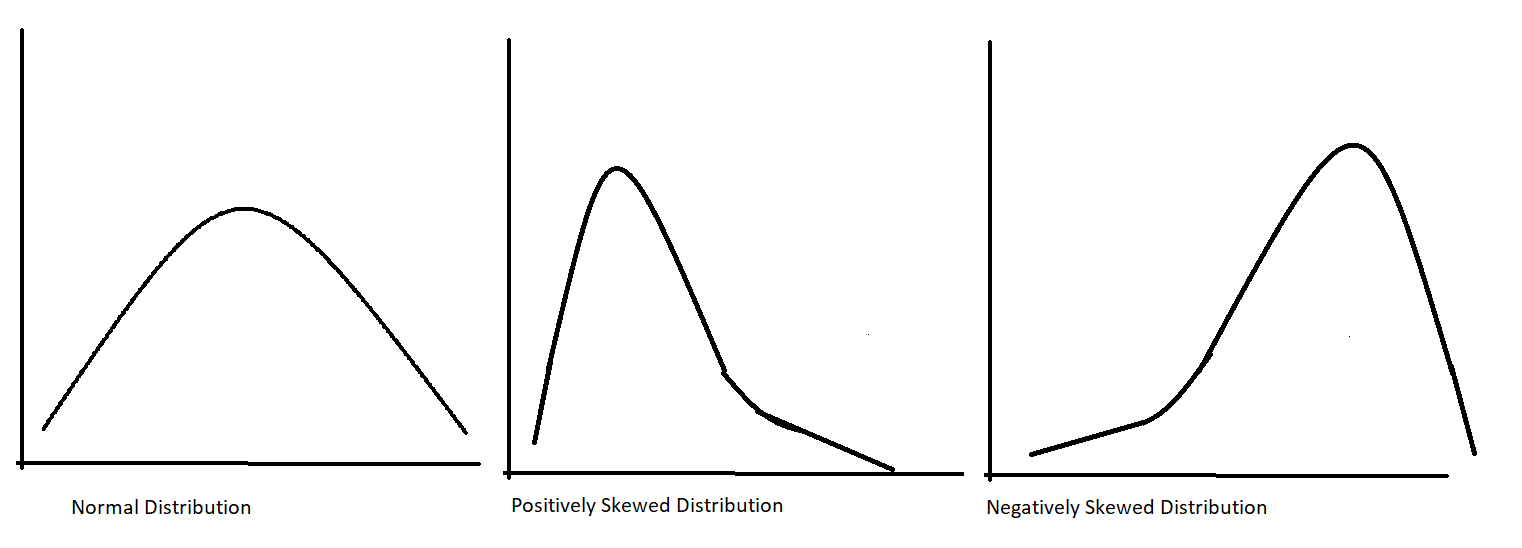 Normal Distribution
Positively Skewed Distribution
Negatively Skewed Distribution